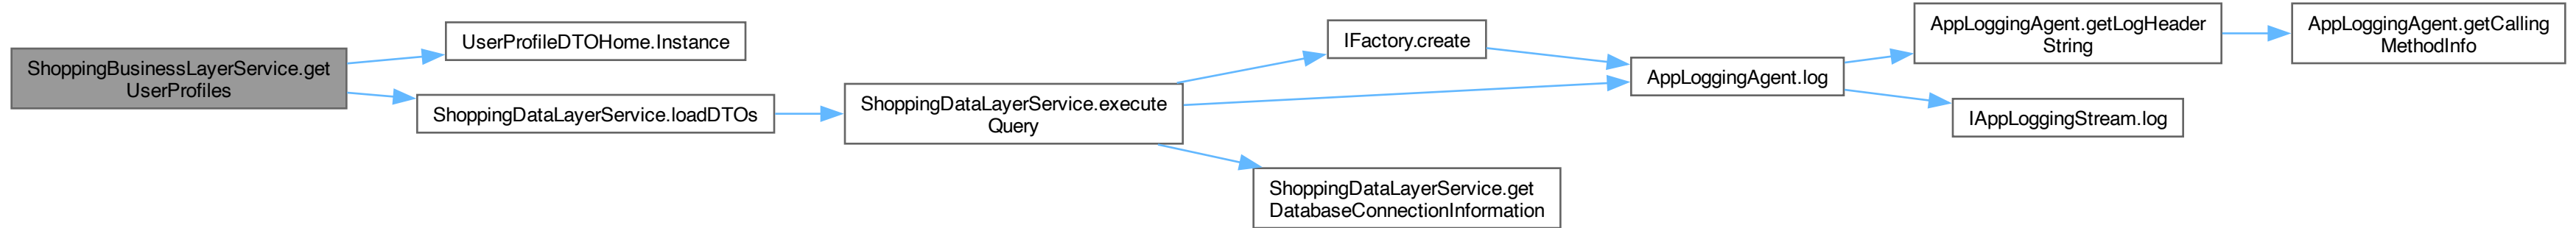 ShoppingBusinessLayerService.get
UserProfiles
UserProfileDTOHome.Instance
ShoppingDataLayerService.loadDTOs
ShoppingDataLayerService.execute
Query
IFactory.create
ShoppingDataLayerService.get
DatabaseConnectionInformation
AppLoggingAgent.log
AppLoggingAgent.getLogHeader
String
IAppLoggingStream.log
AppLoggingAgent.getCalling
MethodInfo